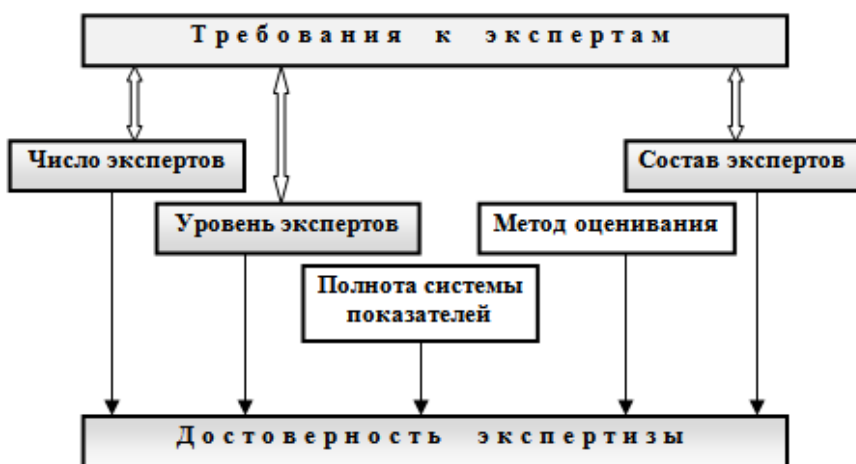 Требования к экспертам
Число экспертов
Состав экспертов
Уровень экспертов
Метод оценивания
Полнота системы
показателей
Достоверность экспертизы